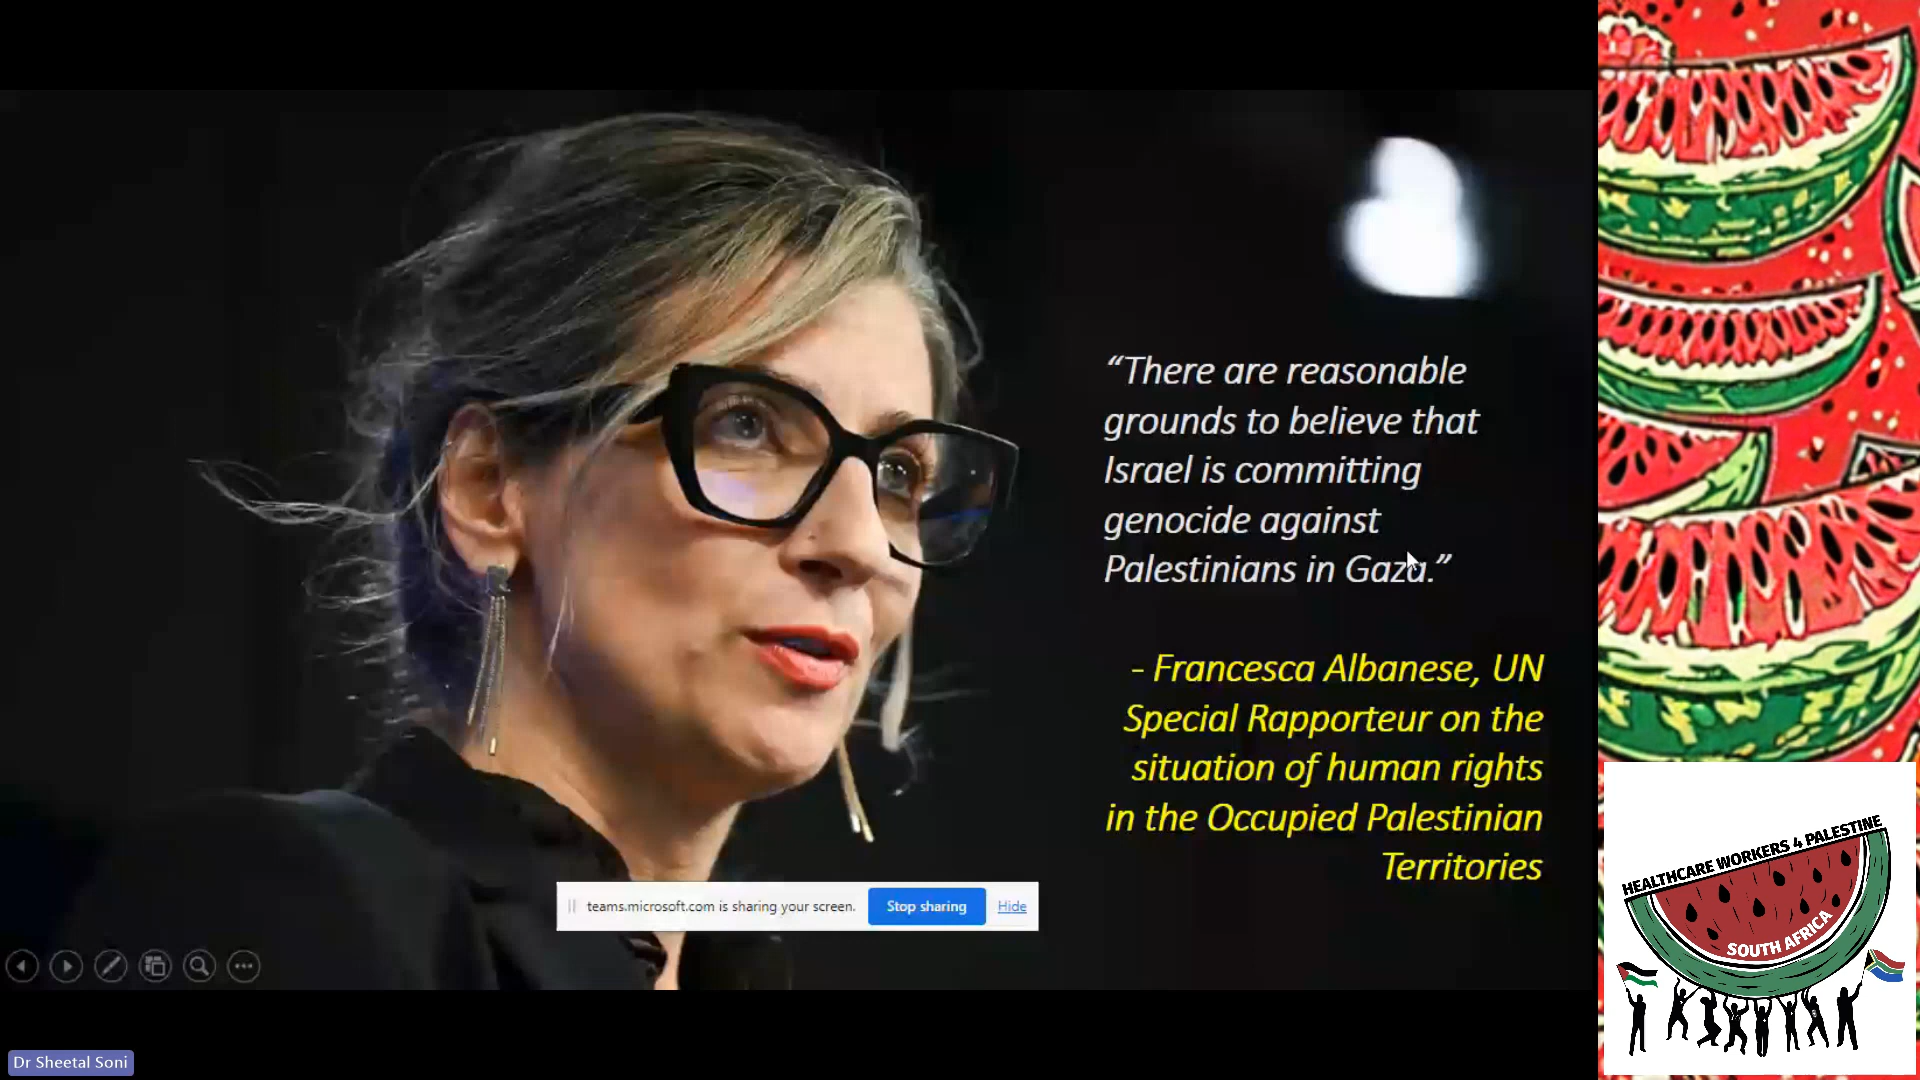 “There are reasonable
grounds to believe that
Israel is committing
genocide against
Palestinians in Gaza.”
- Francesca Albanese, UN
Special Rapporteur on the
situation of human rights
in the Occupied Palestinian
Territories
teams.microsoft.com is sharing your screen. Stop sharing Hide
HEALTHCARE WORKERS 4 PALESTINE
SOUTH AFRICA
Dr Sheetal Soni